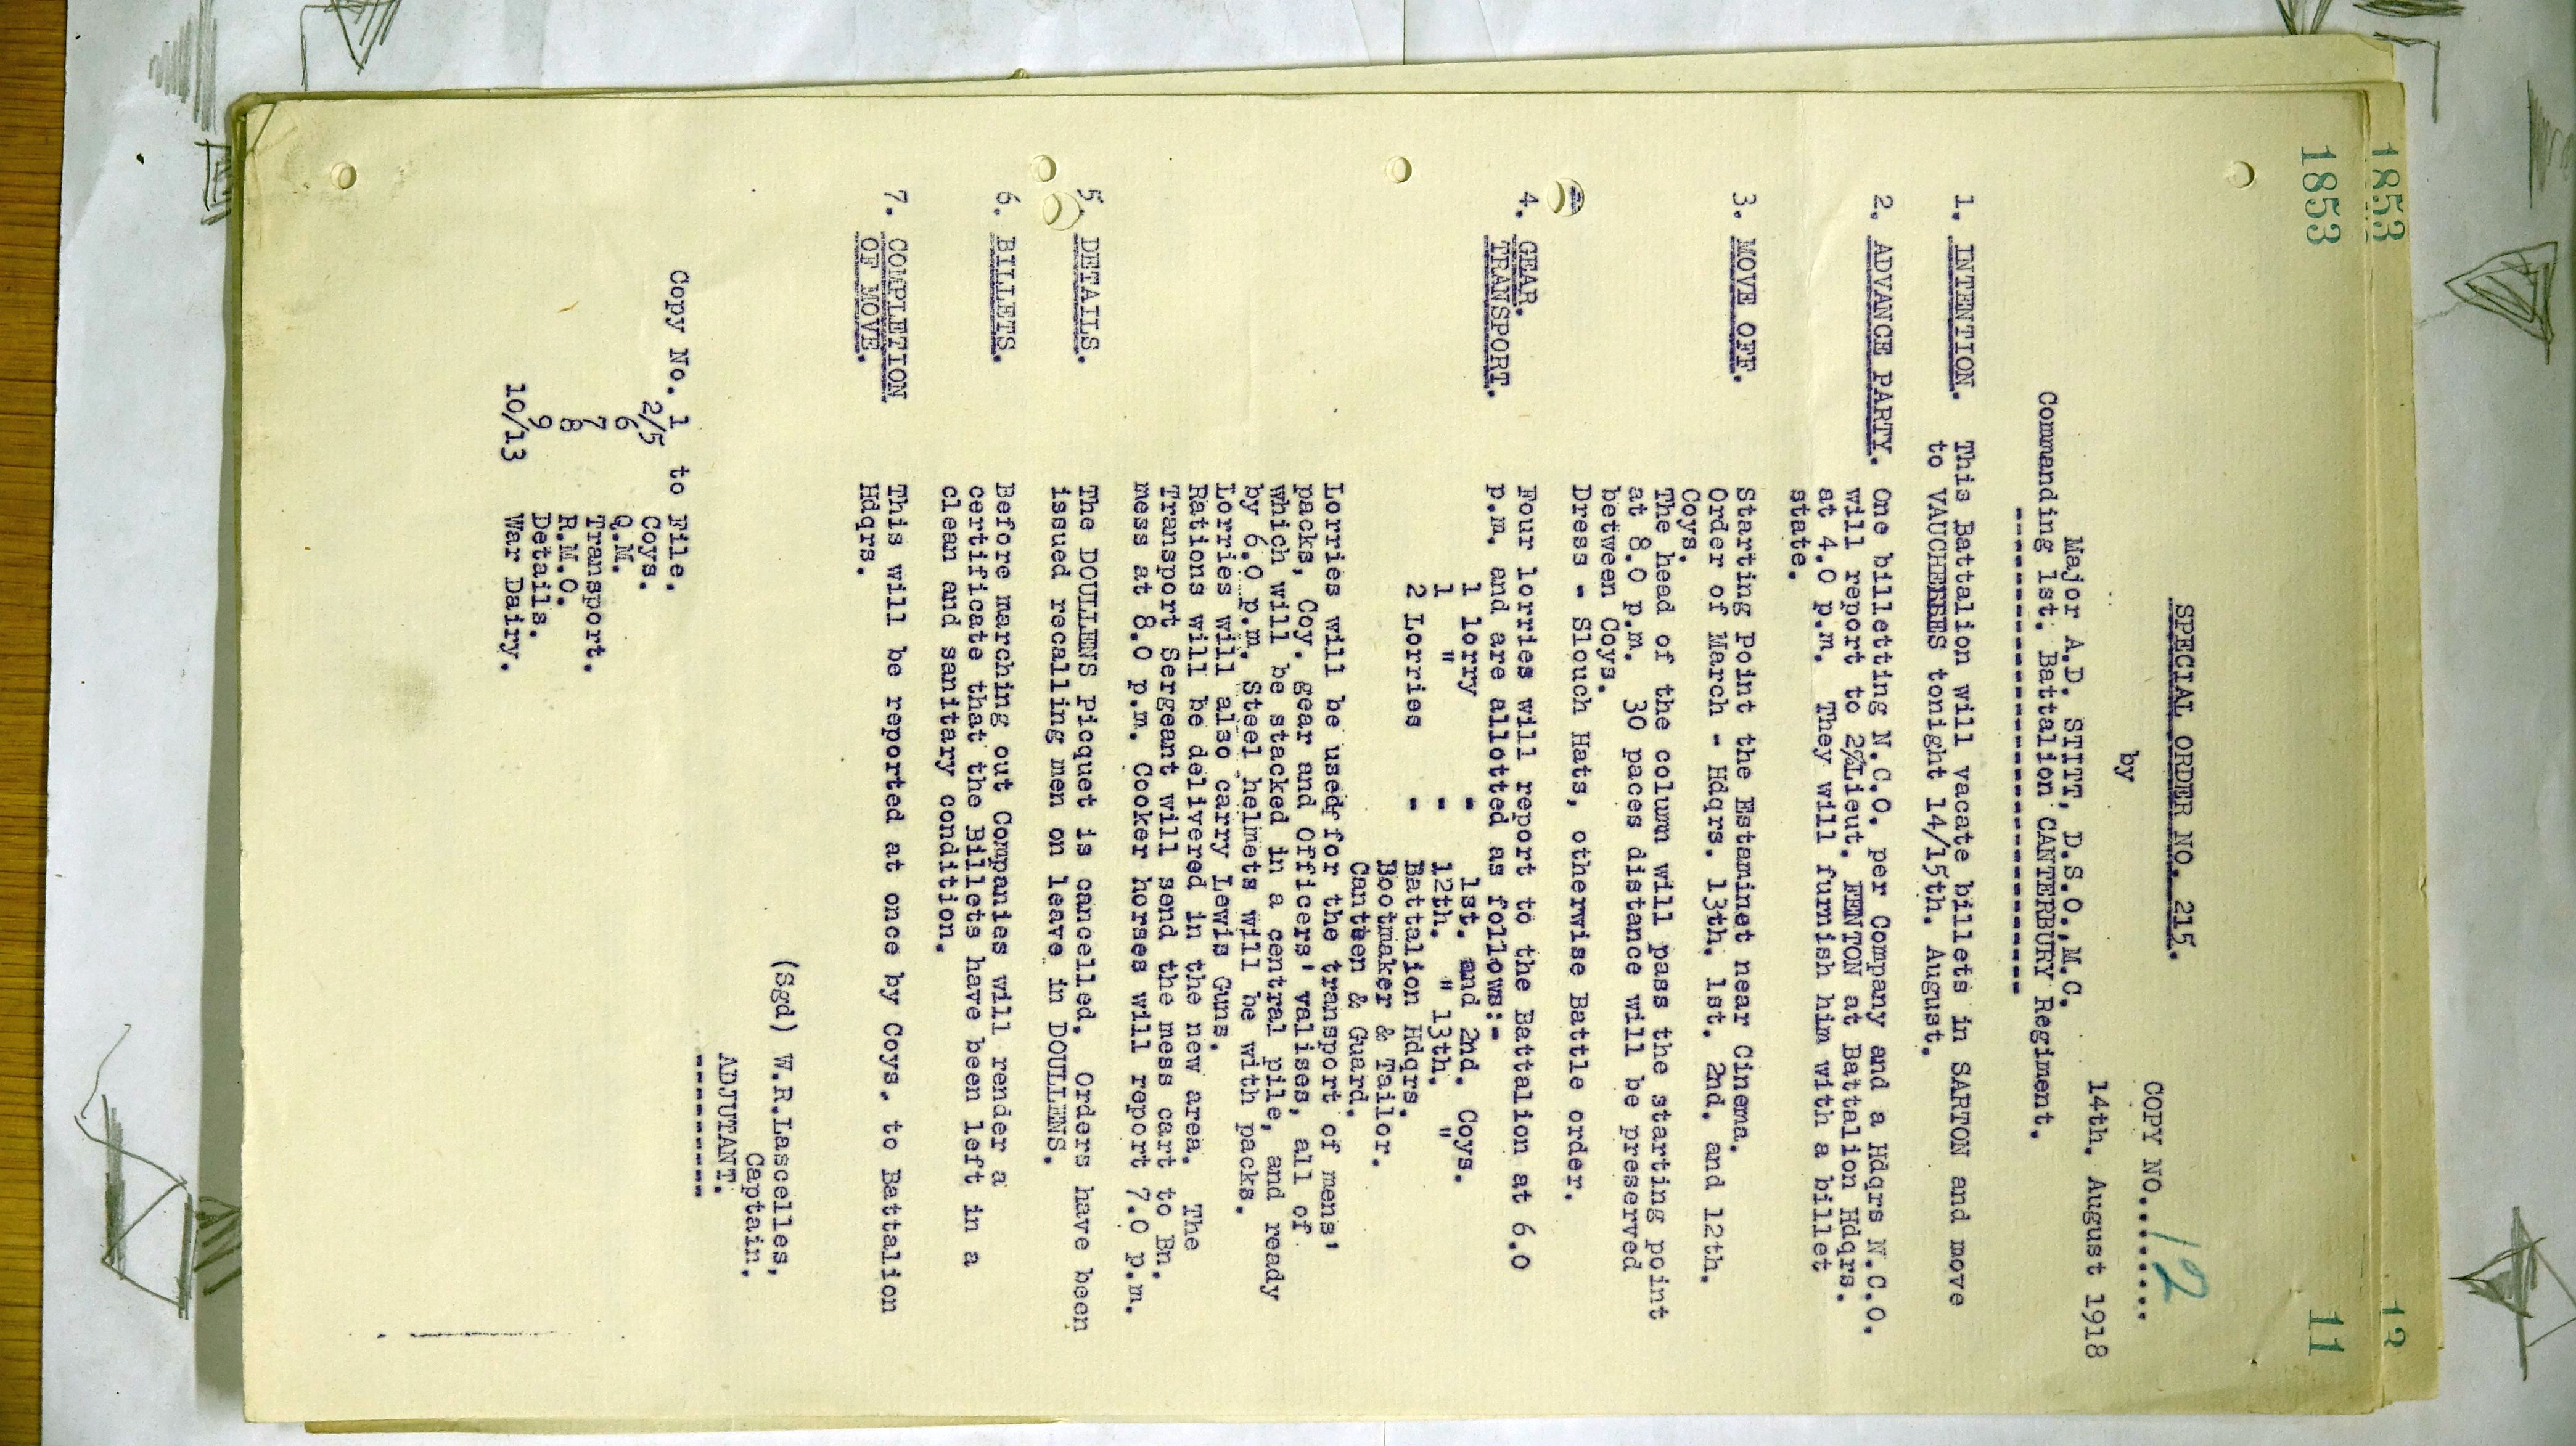 1853
1853
12
11
COPY NO.........12
SPECIAL ORDER NO. 215.
14th. August 1918
by
Major A.D. STITT, D.S.O.,M.C.
Commanding 1st. Battalion CANTERBURY Regiment.
1. INTENTION. This Battalion will vacate billets in SARTON and move
to VAUCHELLES tonight 14/15th. August.
2. ADVANCE PARTY. One billetting N.C.O. per Company and a Hdqrs N.C.O.
will report to 2/Lieut. FENTON at Battalion Hdqrs.
at 4.0 p.m. They will furnish him with a billet
state.
3. MOVE OFF. Starting Point the Estaminet near Cinema.
Order of March - Hdqrs. 13th. 1st. 2nd. and 12th.
Coys.
The head of the column will pass the starting point
at 8.0 p.m. 30 paces distance will be preserved
between Coys.
Dress - Slouch Hats, otherwise Battle order.
4. GEAR. Four lorries will report to the Battalion at 6.0
TRANSPORT. p.m. and are allotted as follows:-
1 lorry - 1st. and 2nd. Coys.
1 " - 12th. " 13th. "
2 Lorries - Battalion Hdqrs.
Bootmaker & Tailor.
Canteen & Guard.
Lorries will be used for the transport of mens'
packs, Coy. gear and Officers' valises, all of
which will be stacked in a central pile, and ready
by 6.0 p.m. Steel helmets will be with packs.
Lorries will also carry Lewis Guns.
Rations will be delivered in the new area. The
Transport Sergeant will send the mess cart to Bn.
mess at 8.0 p.m. Cooker horses will report 7.0 p.m.
5. DETAILS. The DOULLENS Picquet is cancelled. Orders have been
issued recalling men on leave in DOULLENS.
6. BILLETS. Before marching out Companies will render a
certificate that the Billets have been left in a
clean and sanitary condition.
7. COMPLETION This will be reported at once by Coys. to Battalion
OF MOVE. Hdqrs.
(Sgd) W.R.Lascelles,
Captain.
ADJUTANT.
Copy No. 1 to File.
2/5 Coys.
6 Q.M.
7 Transport.
8 R.M.O.
9 Details.
10/13 War Dairy.